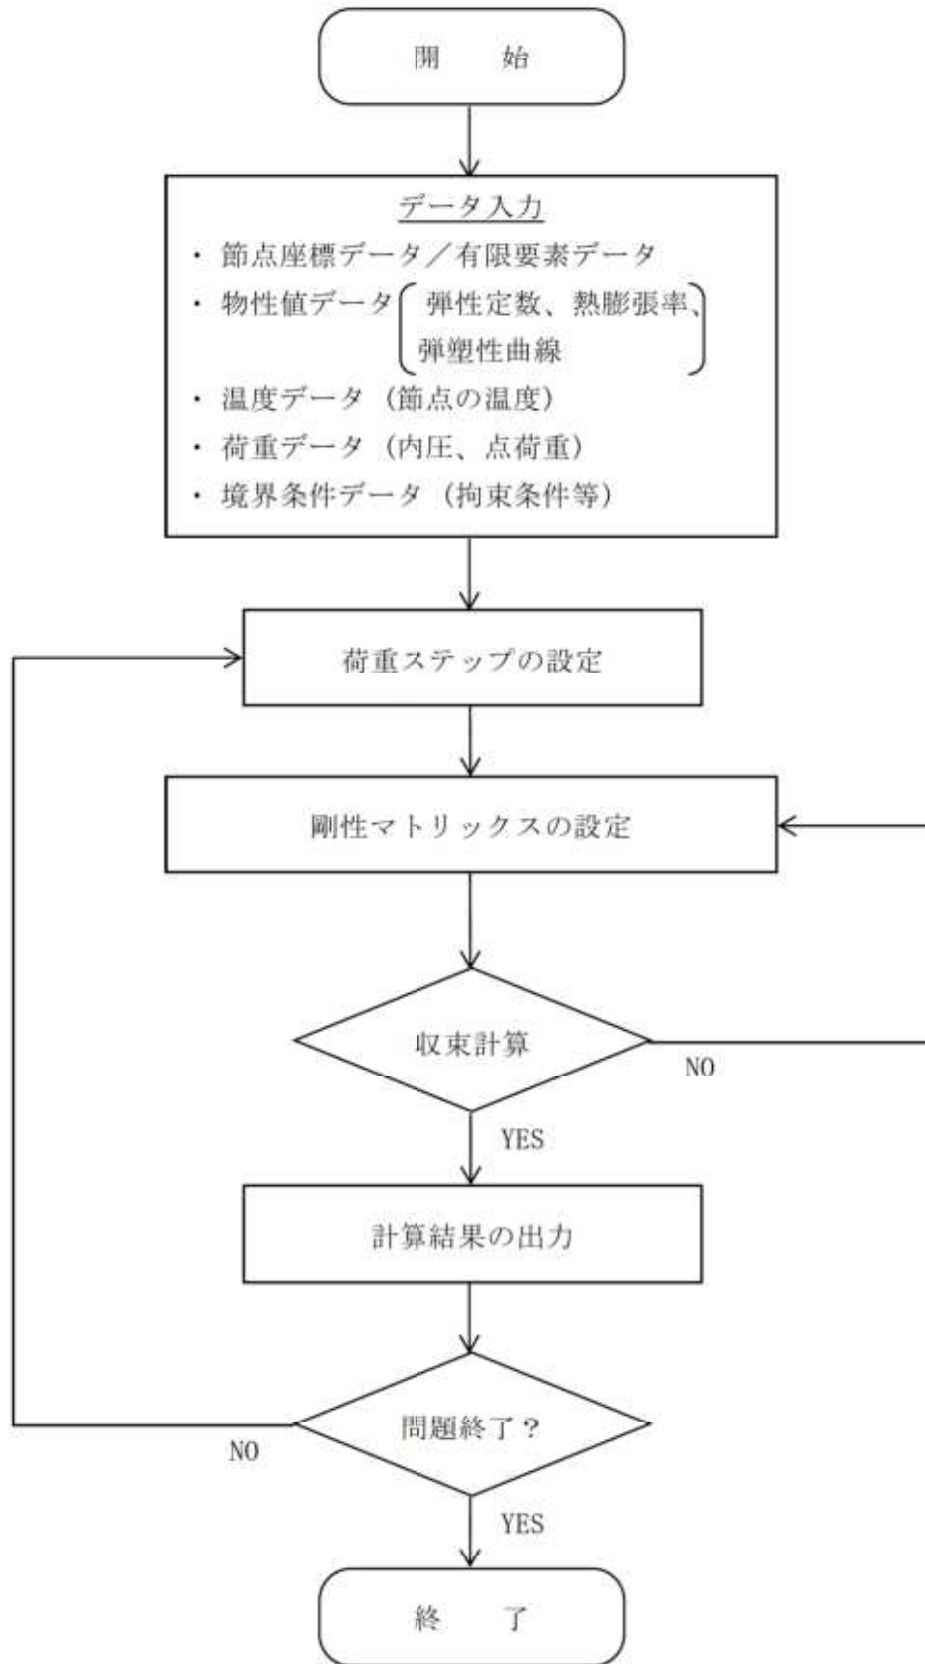 開 始
データ入力
・ 節点座標データ／有限要素データ
・ 物性値データ 弾性定数、熱膨張率、
弾塑性曲線
・ 温度データ (節点の温度)
・ 荷重データ (内圧、点荷重)
・ 境界条件データ (拘束条件等)
荷重ステップの設定
剛性マトリックスの設定
収束計算
NO
YES
計算結果の出力
問題終了？
NO
YES
終 了